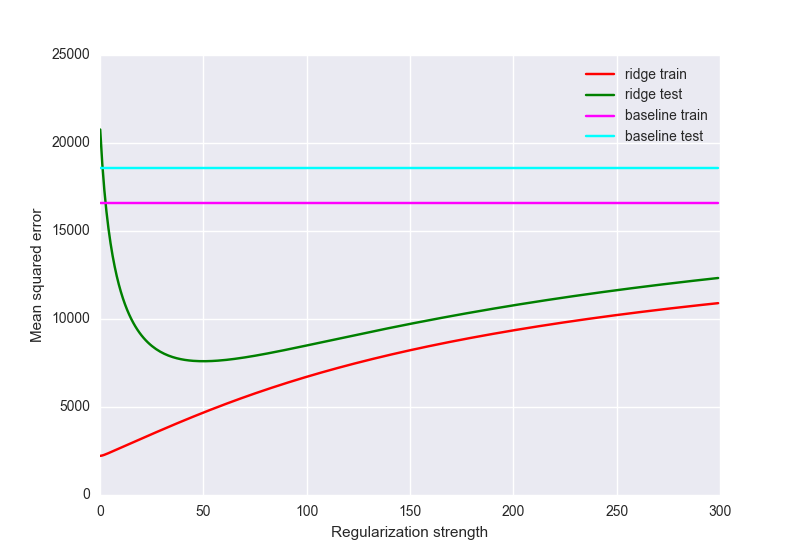 25000
20000
15000
10000
5000
0
Mean squared error
ridge train
ridge test
baseline train
baseline test
0 50 100 150 200 250 300
Regularization strength